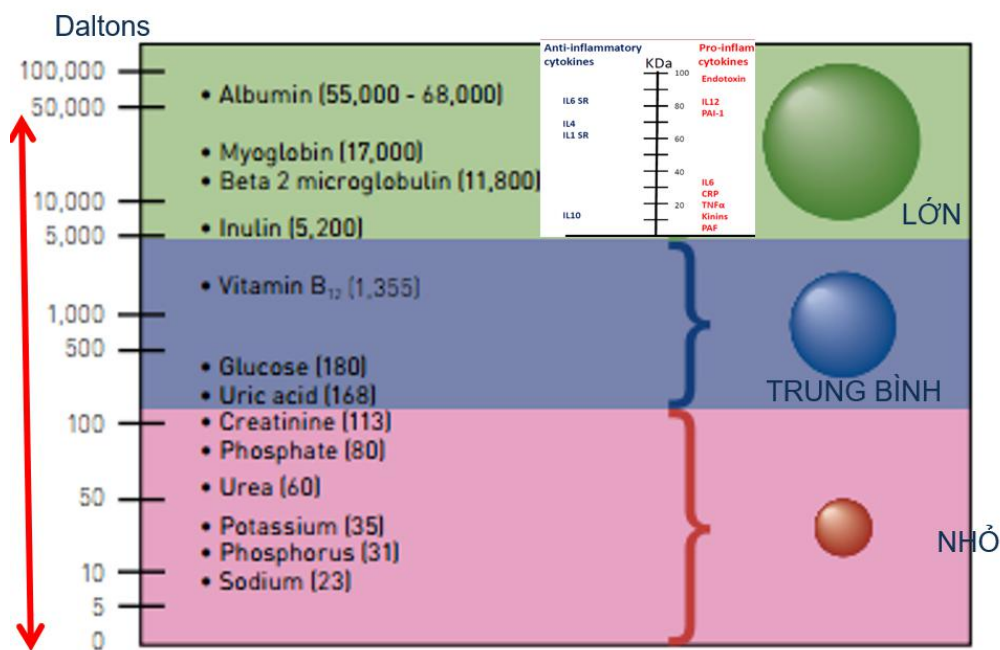 Daltons
100,000
50,000
10,000
5,000
1,000
500
100
50
10
5
0
• Albumin (55,000 - 68,000)
• Myoglobin (17,000)
• Beta 2 microglobulin (11,800)
• Inulin (5,200)
• Vitamin B₁₂ (1,355)
• Glucose (180)
• Uric acid (168)
• Creatinine (113)
• Phosphate (80)
• Urea (60)
• Potassium (35)
• Phosphorus (31)
• Sodium (23)
Anti-inflammatory
cytokines
IL6 SR
IL4
IL1 SR
IL10
KDa
100
80
60
40
20
Pro-inflam
cytokines
Endotoxin
IL12
PAI-1
IL6
CRP
TNFα
Kinins
PAF
LỚN
TRUNG BÌNH
NHỎ